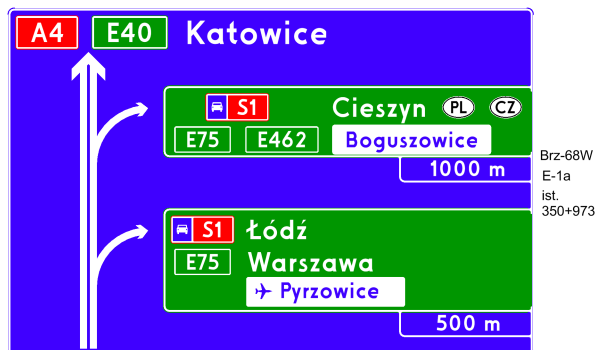 A4 E40 Katowice
S1 Cieszyn PL CZ
E75 E462 Boguszowice
1000 m
S1 Łódź
E75 Warszawa
Pyrzowice
500 m
Brz-68W
E-1a
ist.
350+973